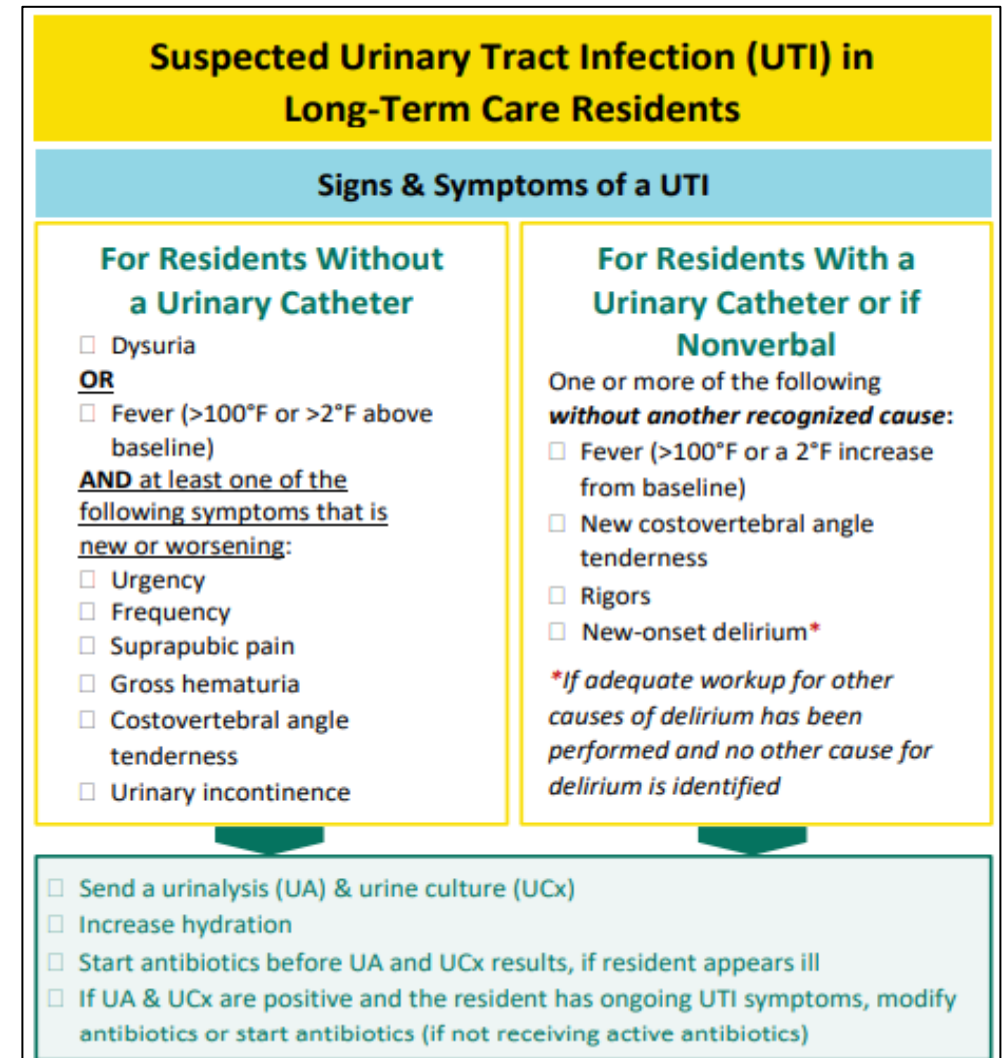 Suspected Urinary Tract Infection (UTI) in
Long-Term Care Residents
Signs & Symptoms of a UTI
For Residents Without
a Urinary Catheter
☐ Dysuria
OR
☐ Fever (>100°F or >2°F above
baseline)
AND at least one of the
following symptoms that is
new or worsening:
☐ Urgency
☐ Frequency
☐ Suprapubic pain
☐ Gross hematuria
☐ Costovertebral angle
tenderness
☐ Urinary incontinence
For Residents With a
Urinary Catheter or if
Nonverbal
One or more of the following
without another recognized cause:
☐ Fever (>100°F or a 2°F increase
from baseline)
☐ New costovertebral angle
tenderness
☐ Rigors
☐ New-onset delirium*
*If adequate workup for other
causes of delirium has been
performed and no other cause for
delirium is identified
☐ Send a urinalysis (UA) & urine culture (UCx)
☐ Increase hydration
☐ Start antibiotics before UA and UCx results, if resident appears ill
☐ If UA & UCx are positive and the resident has ongoing UTI symptoms, modify
antibiotics or start antibiotics (if not receiving active antibiotics)